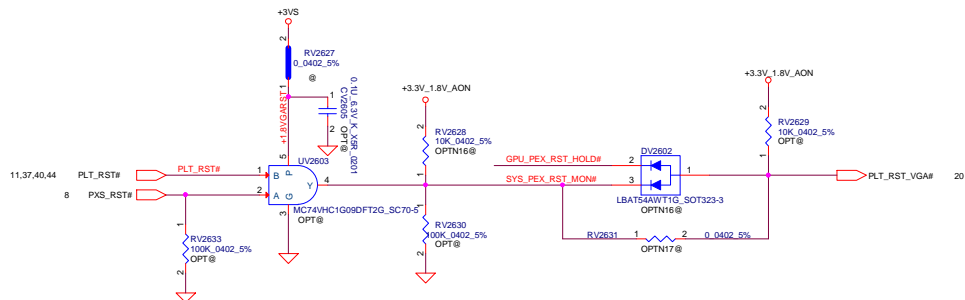 +3VS
2
RV2627
0_0402_5%
@
1
+1.8VGARST
0.1U_6.3V_K_X5R_0201
CV2605
OPT@
1
2
+3.3V_1.8V_AON
2
RV2628
10K_0402_5%
OPTN16@
1
+3.3V_1.8V_AON
2
RV2629
10K_0402_5%
OPT@
1
11,37,40,44 PLT_RST# PLT_RST# 1
8 PXS_RST# 2
UV2603
5
P
B
A
G
Y
4
3
MC74VHC1G09DFT2G_SC70-5
OPT@
GPU_PEX_RST_HOLD# 2
SYS_PEX_RST_MON# 3
DV2602
1
LBAT54AWT1G_SOT323-3
OPTN16@
PLT_RST_VGA# 20
1
RV2633
100K_0402_5%
OPT@
2
1
RV2630
100K_0402_5%
OPT@
2
RV2631 1 2 0_0402_5%
OPTN17@